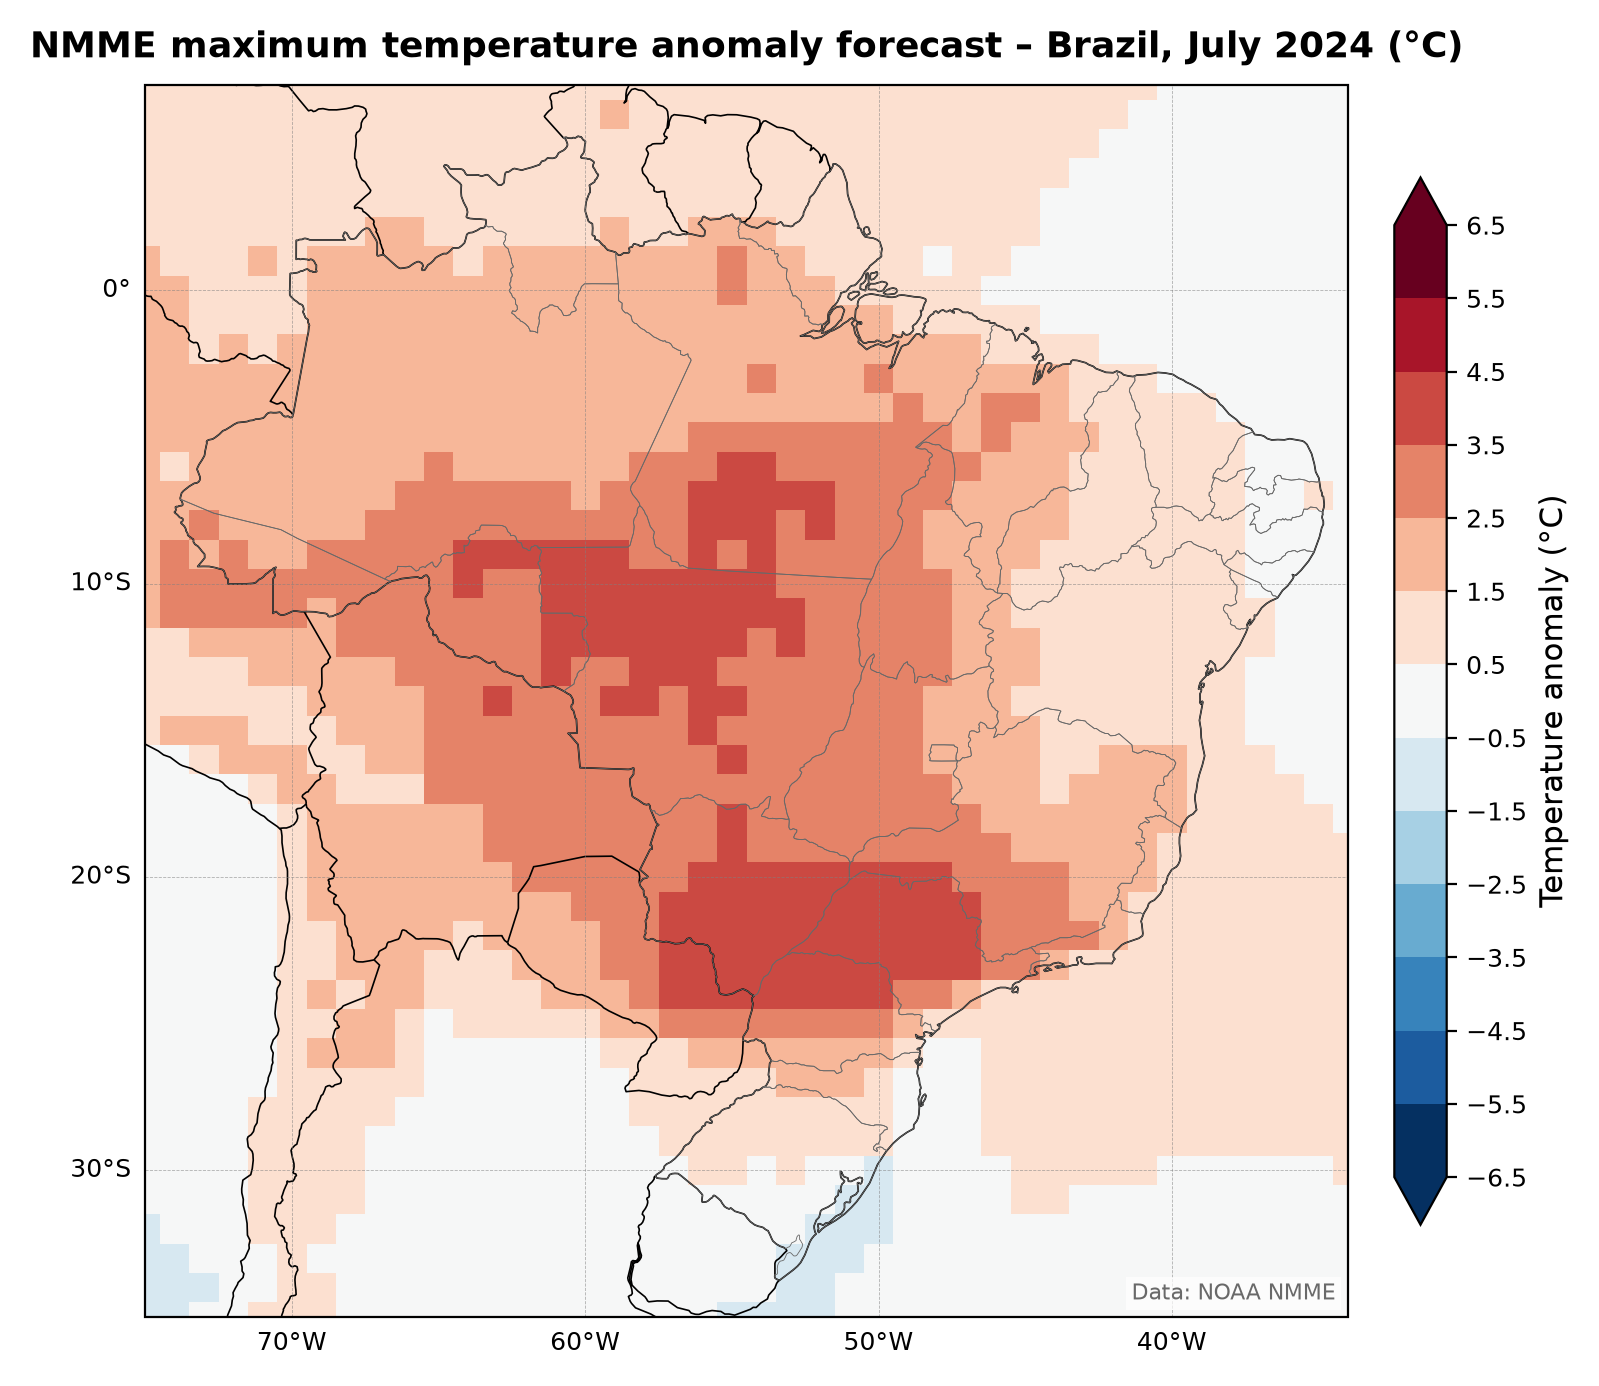 NMME maximum temperature anomaly forecast – Brazil, July 2024 (°C)
0°
10°S
20°S
30°S
70°W
60°W
50°W
40°W
Data: NOAA NMME
6.5
5.5
4.5
3.5
2.5
1.5
0.5
−0.5
−1.5
−2.5
−3.5
−4.5
−5.5
−6.5
Temperature anomaly (°C)